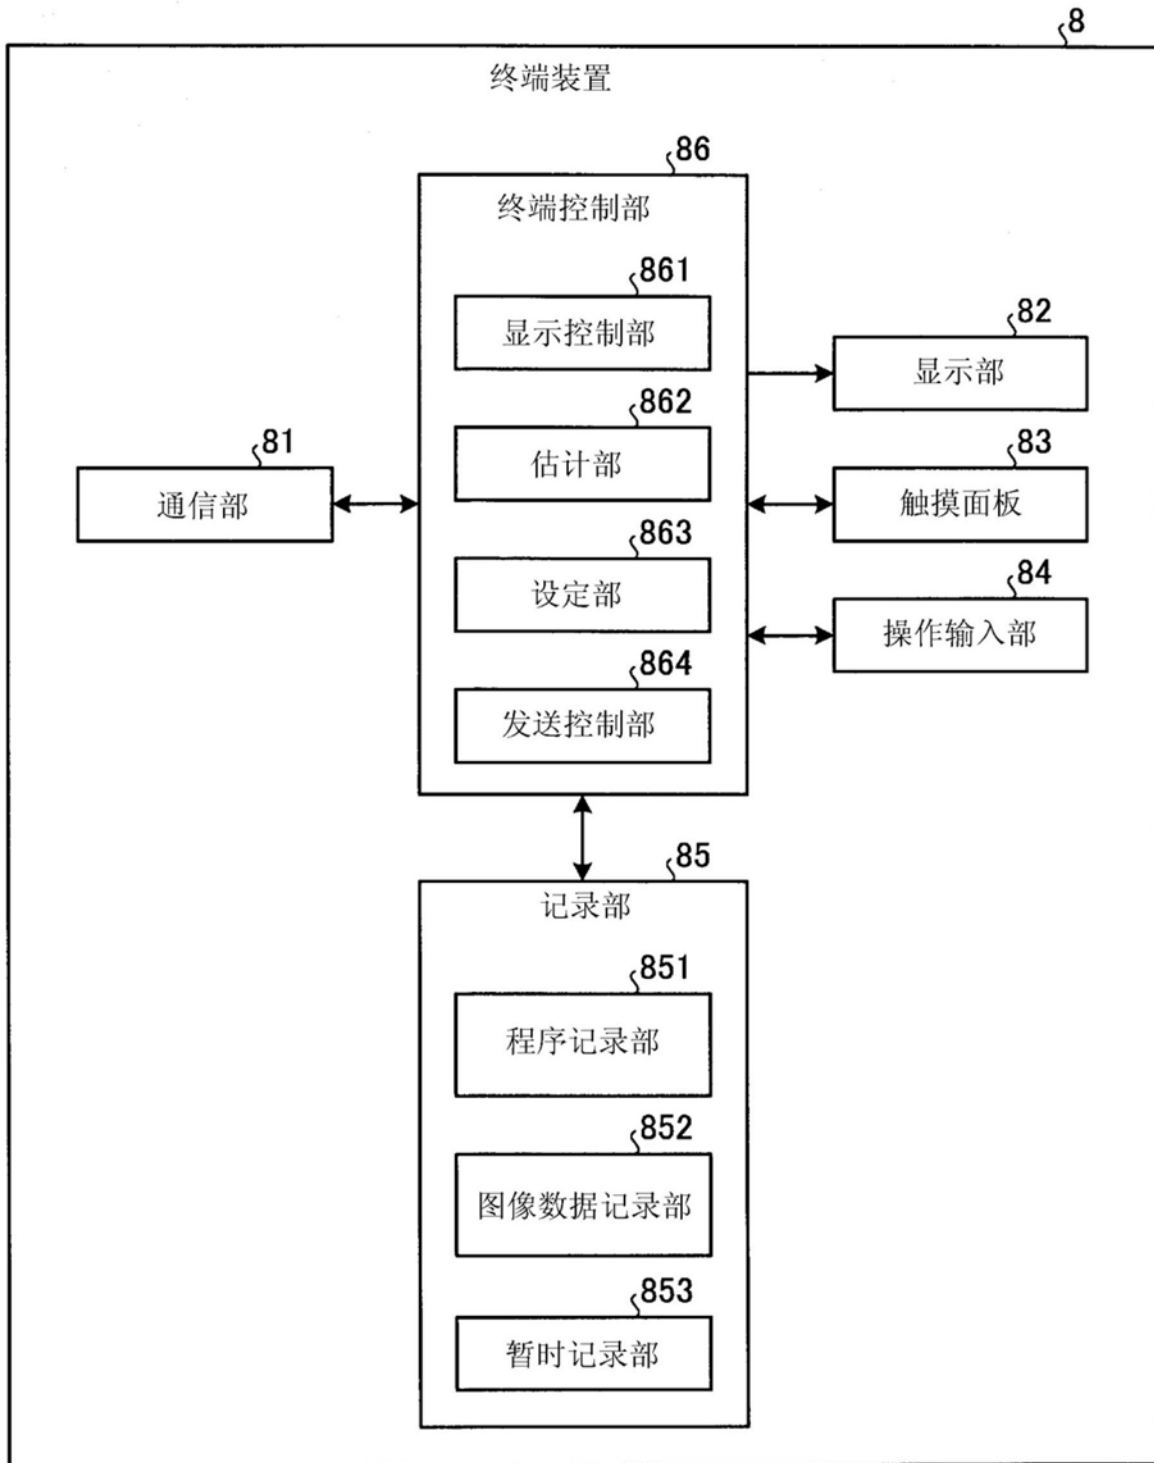 8
终端装置
86
终端控制部
861
显示控制部
82
显示部
862
估计部
81
通信部
83
触摸面板
863
设定部
84
操作输入部
864
发送控制部
85
记录部
851
程序记录部
852
图像数据记录部
853
暂时记录部